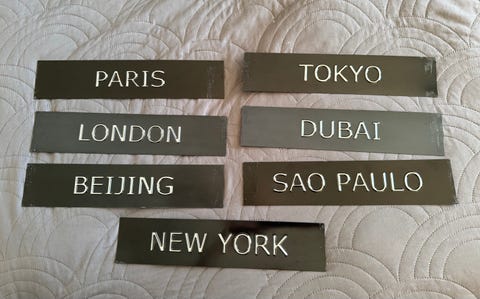 PARIS
TOKYO
LONDON
DUBAI
BEIJING
SAO PAULO
NEW YORK